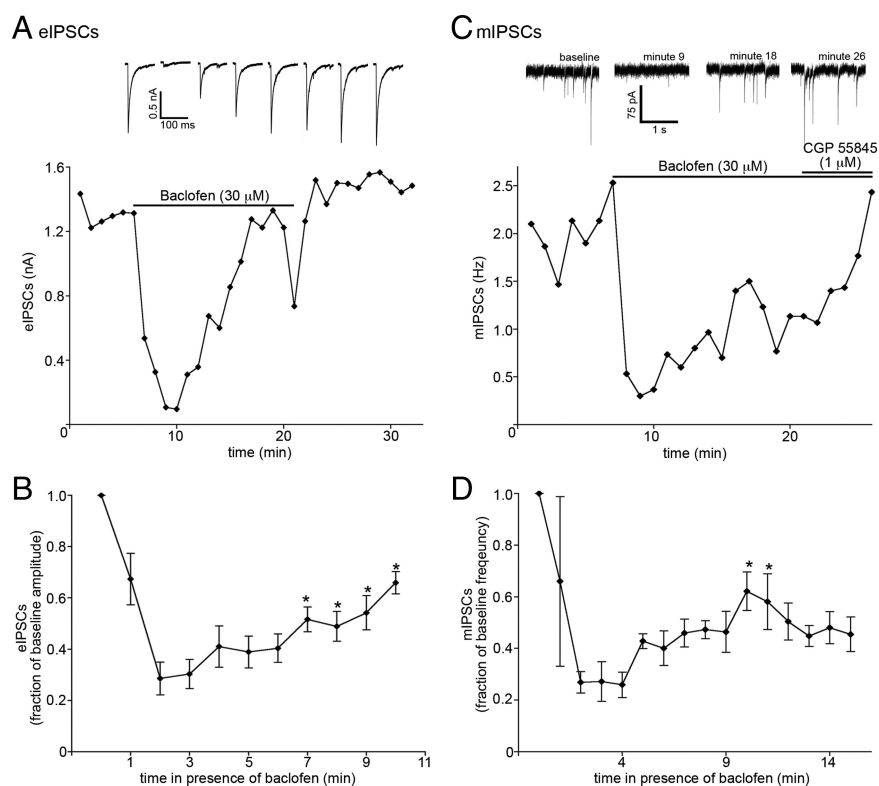 A eIPSCs
0.5 nA
100 ms
1.6
1.2
0.8
0.4
0
Baclofen (30 µM)
eIPSCs (nA)
10
20
30
time (min)
C mIPSCs
baseline
minute 9
minute 18
minute 26
75 pA
1 s
CGP 55845
(1 µM)
Baclofen (30 µM)
2.5
2.0
1.5
1.0
0.5
0
mIPSCs (Hz)
10
20
time (min)
B
1.0
0.8
0.6
0.4
0.2
0
eIPSCs
(fraction of baseline amplitude)
* * * *
1
3
5
7
9
11
time in presence of baclofen (min)
D
1.0
0.8
0.6
0.4
0.2
0
mIPSCs
(fraction of baseline freqeuncy)
* *
4
9
14
time in presence of baclofen (min)